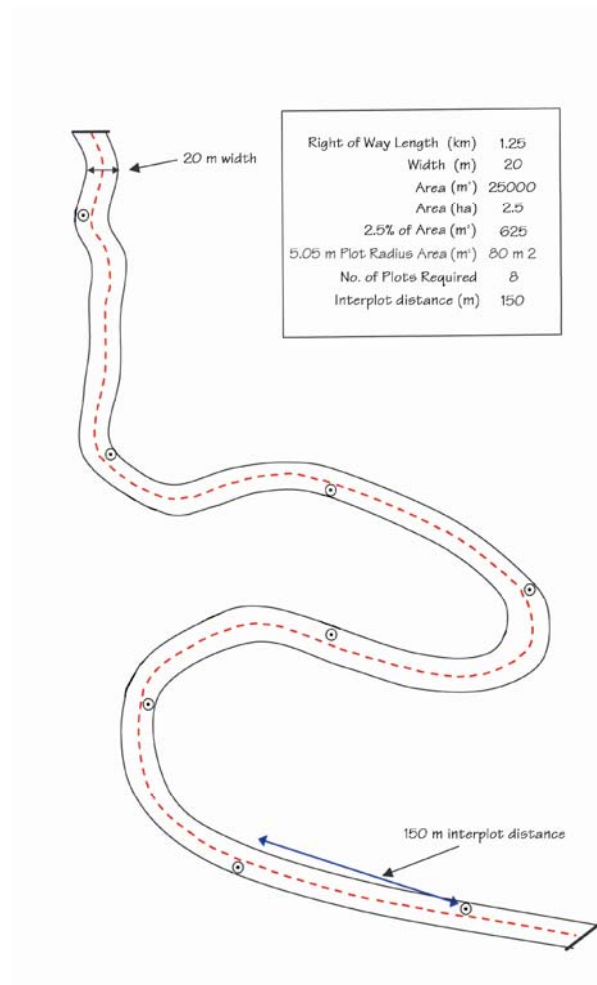 20 m width
Right of Way Length (km) 1.25
Width (m) 20
Area (m²) 25000
Area (ha) 2.5
2.5% of Area (m²) 625
5.05 m Plot Radius Area (m²) 80 m 2
No. of Plots Required 8
Interplot distance (m) 150
150 m interplot distance